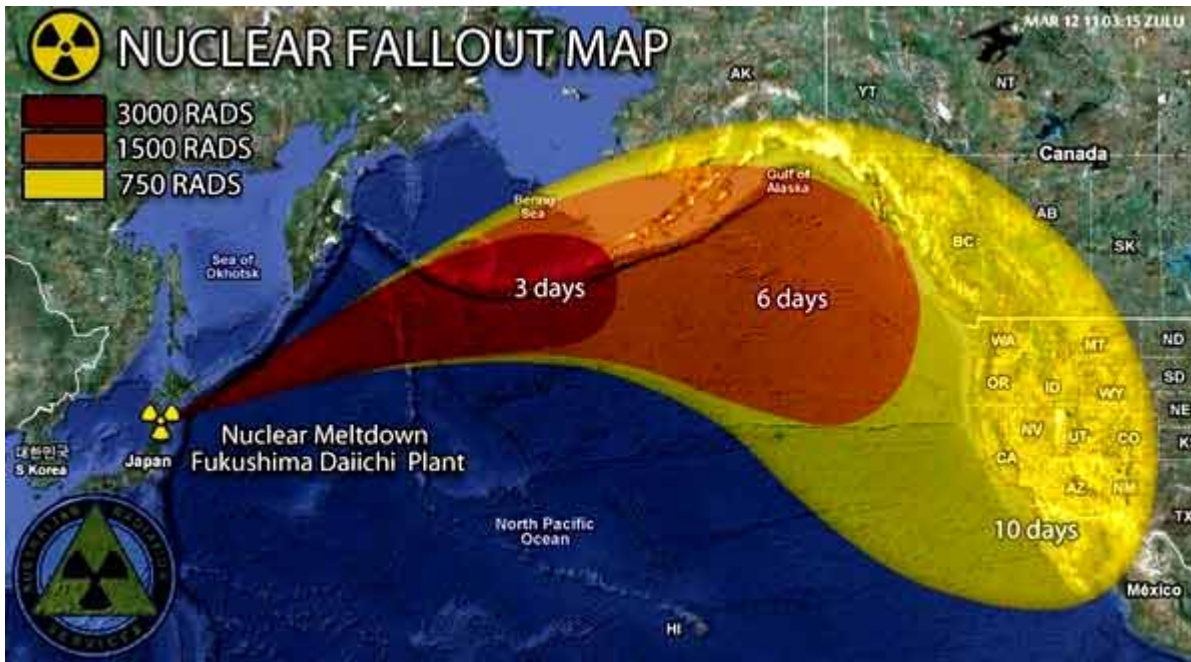 MAR 12 11:03:15 ZULU
NUCLEAR FALLOUT MAP
3000 RADS
1500 RADS
750 RADS
AK
YT
NT
Canada
Gulf of
Alaska
Bering
Sea
AB
SK
BC
Sea of
Okhotsk
3 days
6 days
WA
MT
ND
OR
ID
WY
SD
NE
Nuclear Meltdown
Fukushima Daiichi Plant
대한민국
S Korea
Japan
NV
UT
CO
K
CA
AZ
NM
TX
North Pacific
Ocean
10 days
México
HI
AUSTRALIAN RADIATION
SERVICES